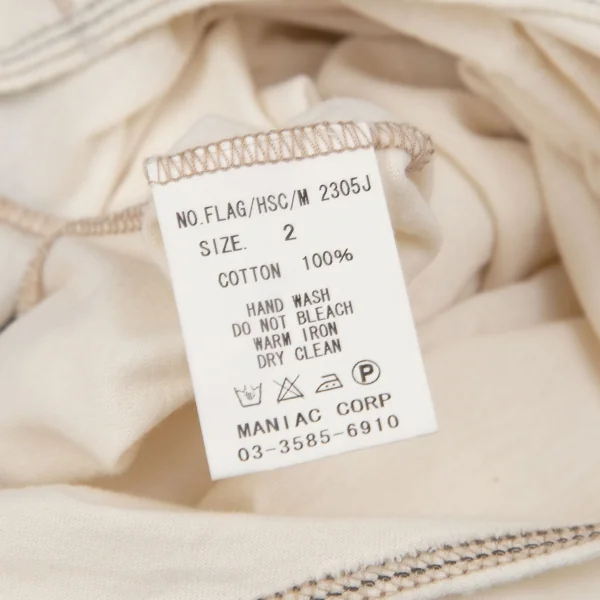 NO.FLAG/HSC/M 2305J
SIZE. 2
COTTON 100%
HAND WASH
DO NOT BLEACH
WARM IRON
DRY CLEAN
P
MANIAC CORP
03-3585-6910